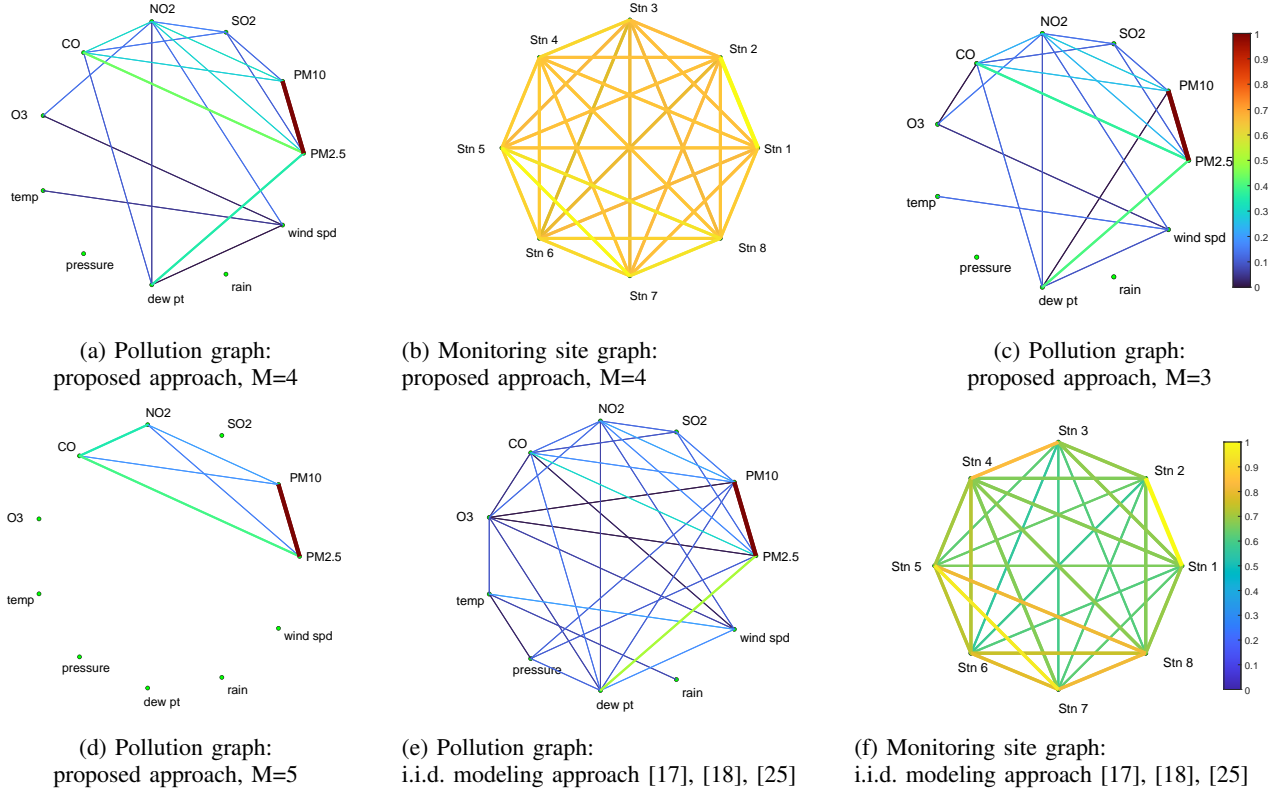 NO2
SO2
CO
PM10
O3
PM2.5
temp
wind spd
pressure
rain
dew pt
(a) Pollution graph:
proposed approach, M=4
Stn 3
Stn 4
Stn 2
Stn 5
Stn 1
Stn 6
Stn 8
Stn 7
(b) Monitoring site graph:
proposed approach, M=4
NO2
SO2
CO
PM10
O3
PM2.5
temp
wind spd
pressure
rain
dew pt
1
0.9
0.8
0.7
0.6
0.5
0.4
0.3
0.2
0.1
0
(c) Pollution graph:
proposed approach, M=3
NO2
SO2
CO
PM10
O3
PM2.5
temp
wind spd
pressure
rain
dew pt
(d) Pollution graph:
proposed approach, M=5
NO2
SO2
CO
PM10
O3
PM2.5
temp
wind spd
pressure
rain
dew pt
(e) Pollution graph:
i.i.d. modeling approach [17], [18], [25]
Stn 3
Stn 4
Stn 2
Stn 5
Stn 1
Stn 6
Stn 8
Stn 7
1
0.9
0.8
0.7
0.6
0.5
0.4
0.3
0.2
0.1
0
(f) Monitoring site graph:
i.i.d. modeling approach [17], [18], [25]